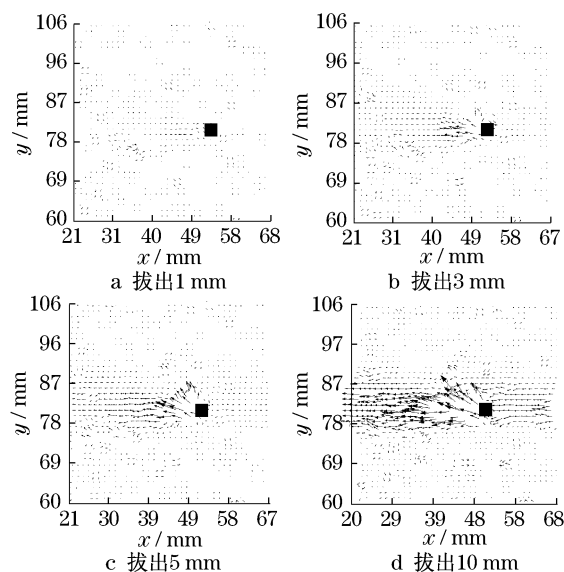 106
96
87
78
69
60
y / mm
21 31 40 49 58 68
x / mm
a 拔出1 mm
106
96
87
78
69
60
y / mm
21 31 40 49 58 67
x / mm
b 拔出3 mm
106
96
87
78
69
60
y / mm
21 30 39 49 58 67
x / mm
c 拔出5 mm
106
97
87
78
69
60
y / mm
20 29 39 48 57 67
x / mm
d 拔出10 mm